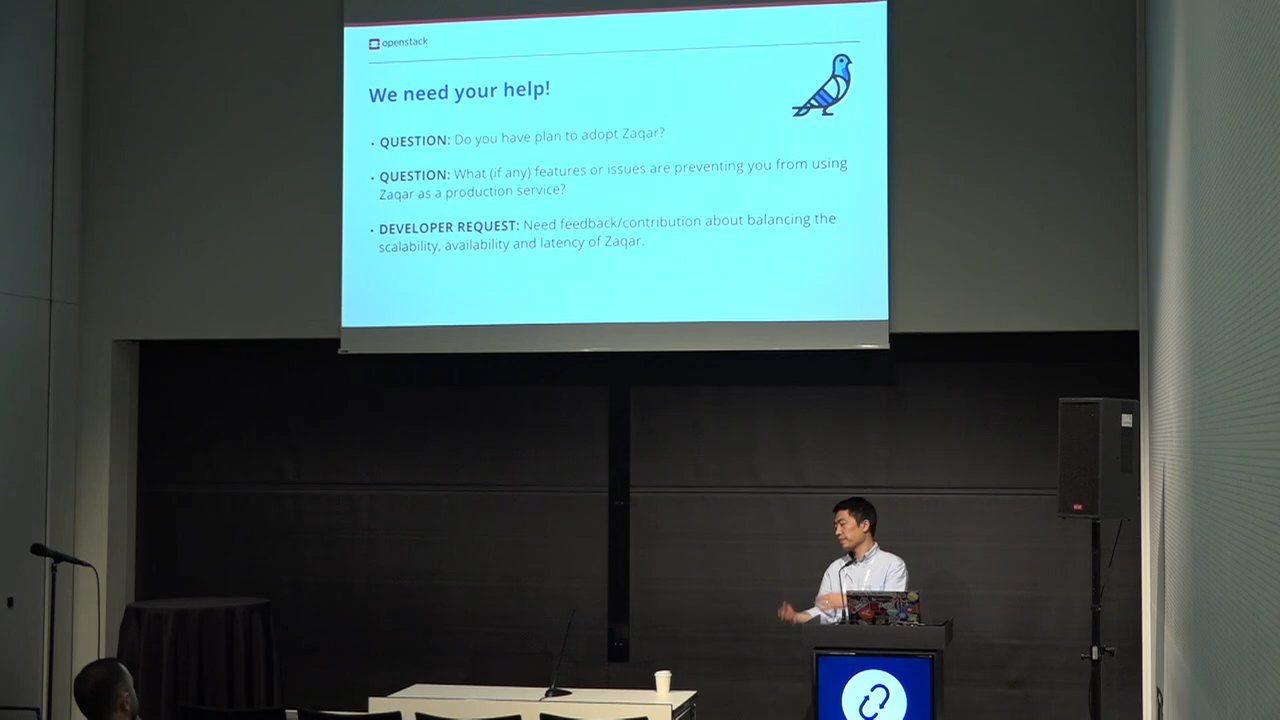 openstack
We need your help!
• QUESTION: Do you have plan to adopt Zaqar?
• QUESTION: What (if any) features or issues are preventing you from using
Zaqar as a production service?
• DEVELOPER REQUEST: Need feedback/contribution about balancing the
scalability, availability and latency of Zaqar.